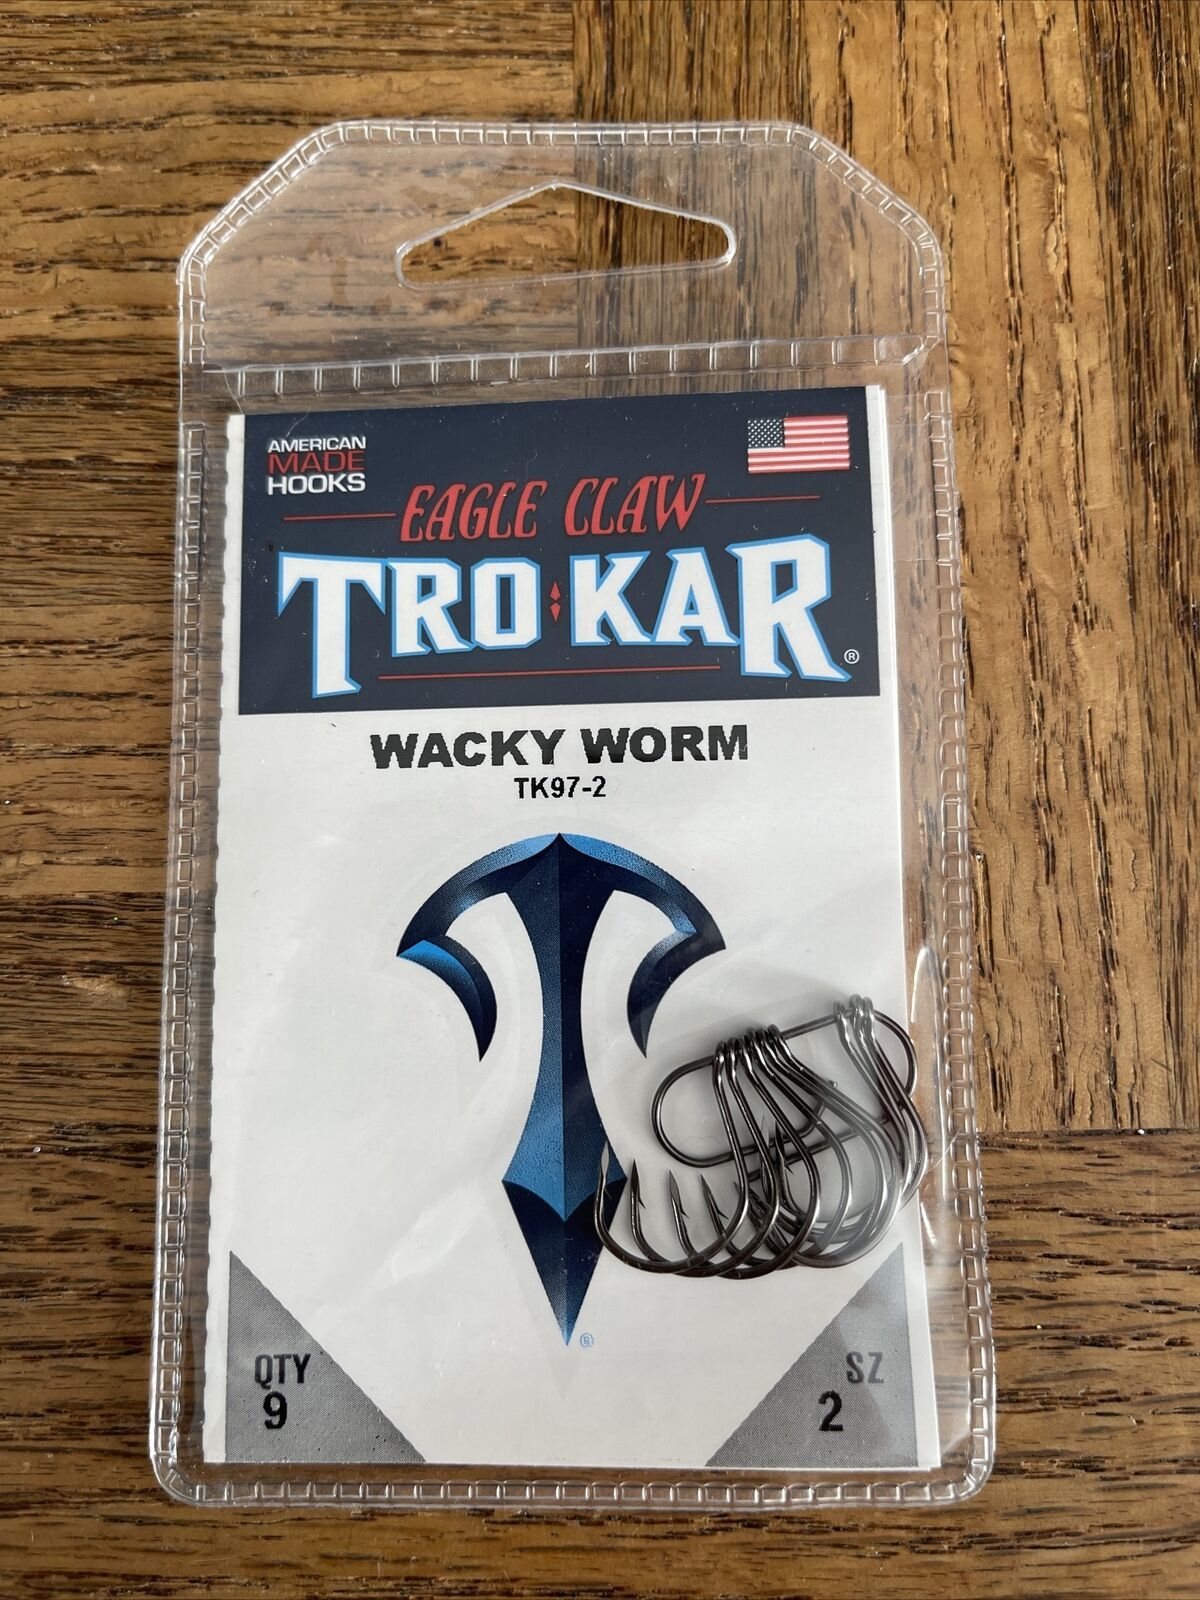 AMERICAN
MADE
HOOKS
EAGLE CLAW
TRO KAR ®
WACKY WORM
TK97-2
®
QTY
9
SZ
2